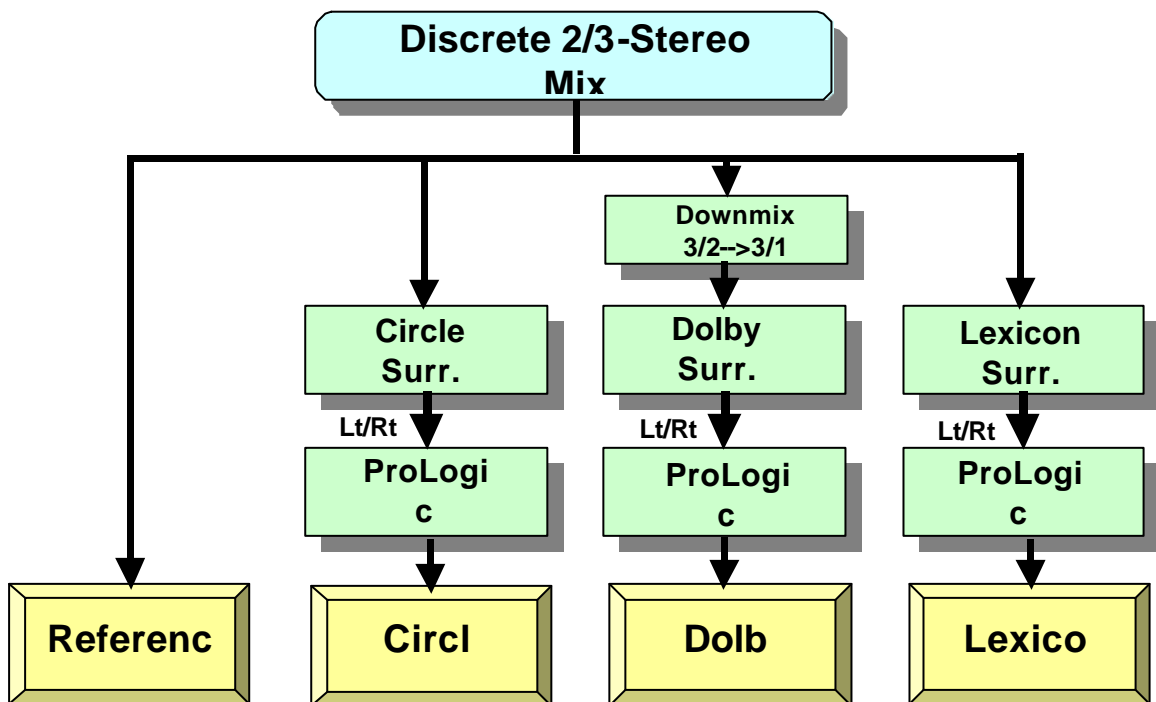 Discrete 2/3-Stereo
Mix
Downmix
3/2-->3/1
Circle
Surr.
Dolby
Surr.
Lexicon
Surr.
Lt/Rt
Lt/Rt
Lt/Rt
ProLogi
c
ProLogi
c
ProLogi
c
Referenc
Circl
Dolb
Lexico